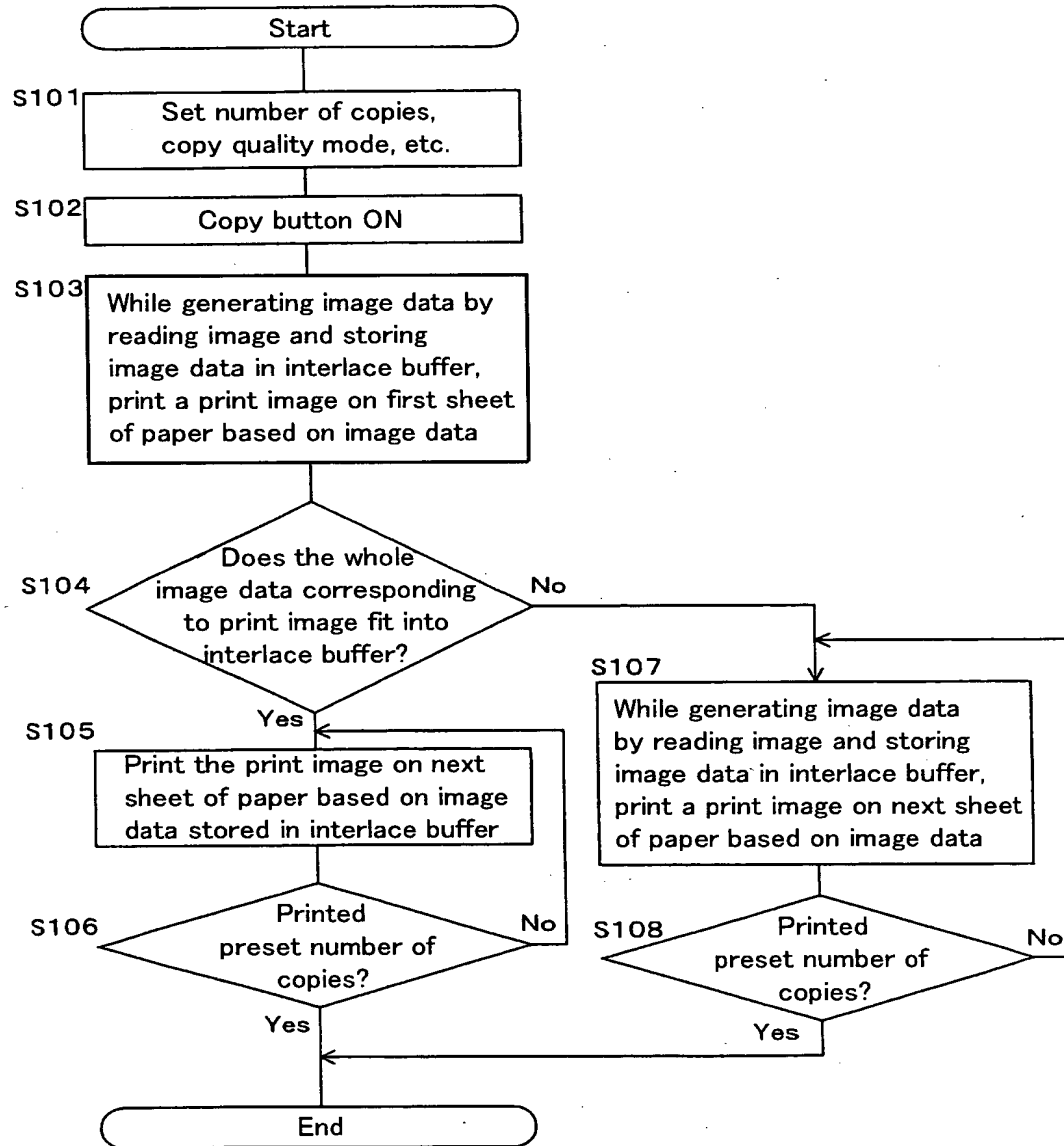 Start
S101
Set number of copies,
copy quality mode, etc.
S102
Copy button ON
S103
While generating image data by
reading image and storing
image data in interlace buffer,
print a print image on first sheet
of paper based on image data
S104
Does the whole
image data corresponding
to print image fit into
interlace buffer?
No
Yes
S105
Print the print image on next
sheet of paper based on image
data stored in interlace buffer
S106
Printed
preset number of
copies?
No
Yes
S107
While generating image data
by reading image and storing
image data in interlace buffer,
print a print image on next sheet
of paper based on image data
S108
Printed
preset number of
copies?
No
Yes
End